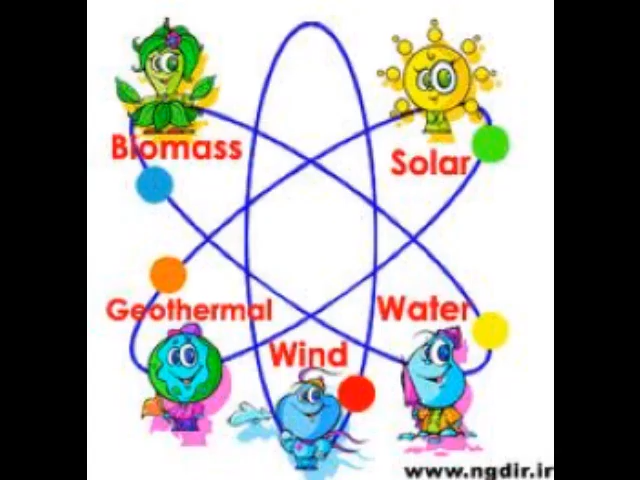 Biomass
Solar
Geothermal
Water
Wind
www.ngdir.ir